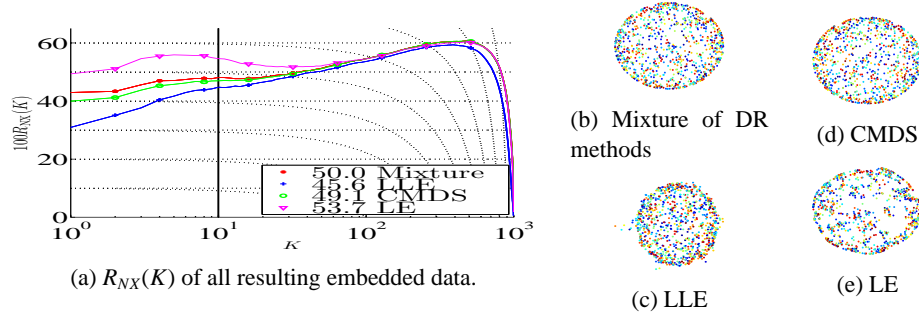 100R_NX(K)
60
40
20
0
50.0 Mixture
45.6 LLE
49.1 CMDS
53.7 LE
10^0 10^1 10^2 10^3
K
(a) R_NX(K) of all resulting embedded data.
(b) Mixture of DR
methods
(d) CMDS
(c) LLE
(e) LE